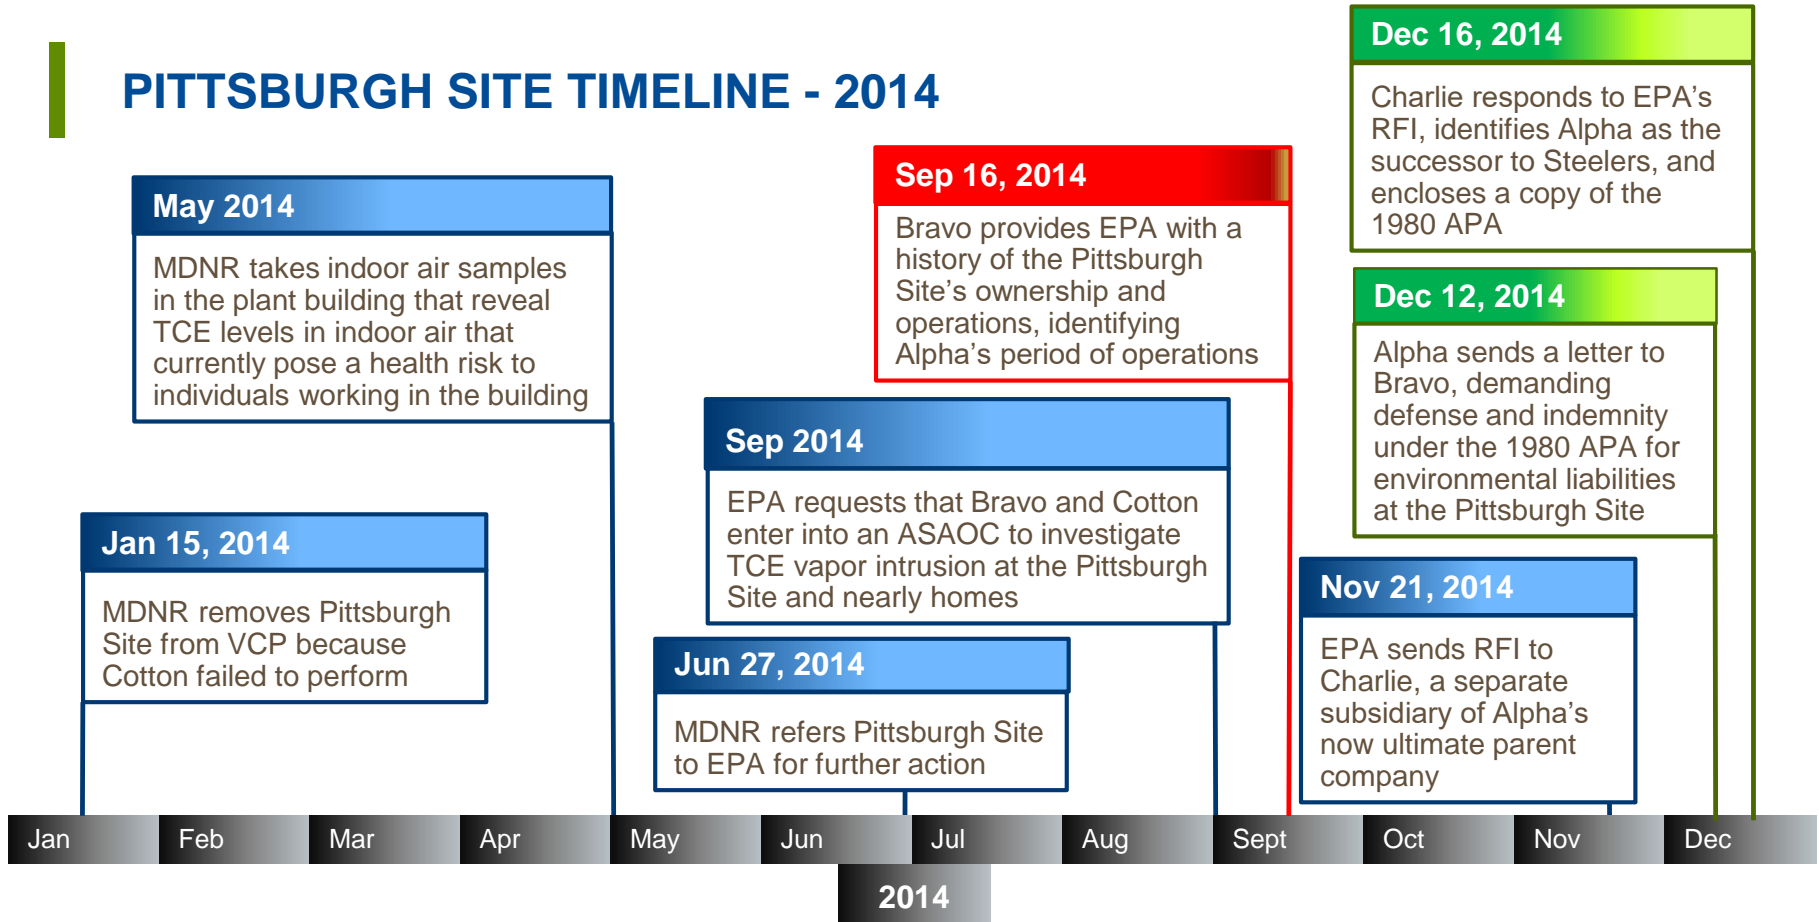 PITTSBURGH SITE TIMELINE - 2014
Jan 15, 2014
MDNR removes Pittsburgh
Site from VCP because
Cotton failed to perform
May 2014
MDNR takes indoor air samples
in the plant building that reveal
TCE levels in indoor air that
currently pose a health risk to
individuals working in the building
Jun 27, 2014
MDNR refers Pittsburgh Site
to EPA for further action
Sep 2014
EPA requests that Bravo and Cotton
enter into an ASAOC to investigate
TCE vapor intrusion at the Pittsburgh
Site and nearly homes
Sep 16, 2014
Bravo provides EPA with a
history of the Pittsburgh
Site’s ownership and
operations, identifying
Alpha’s period of operations
Nov 21, 2014
EPA sends RFI to
Charlie, a separate
subsidiary of Alpha’s
now ultimate parent
company
Dec 12, 2014
Alpha sends a letter to
Bravo, demanding
defense and indemnity
under the 1980 APA for
environmental liabilities
at the Pittsburgh Site
Dec 16, 2014
Charlie responds to EPA’s
RFI, identifies Alpha as the
successor to Steelers, and
encloses a copy of the
1980 APA
Jan Feb Mar Apr May Jun Jul Aug Sept Oct Nov Dec
2014